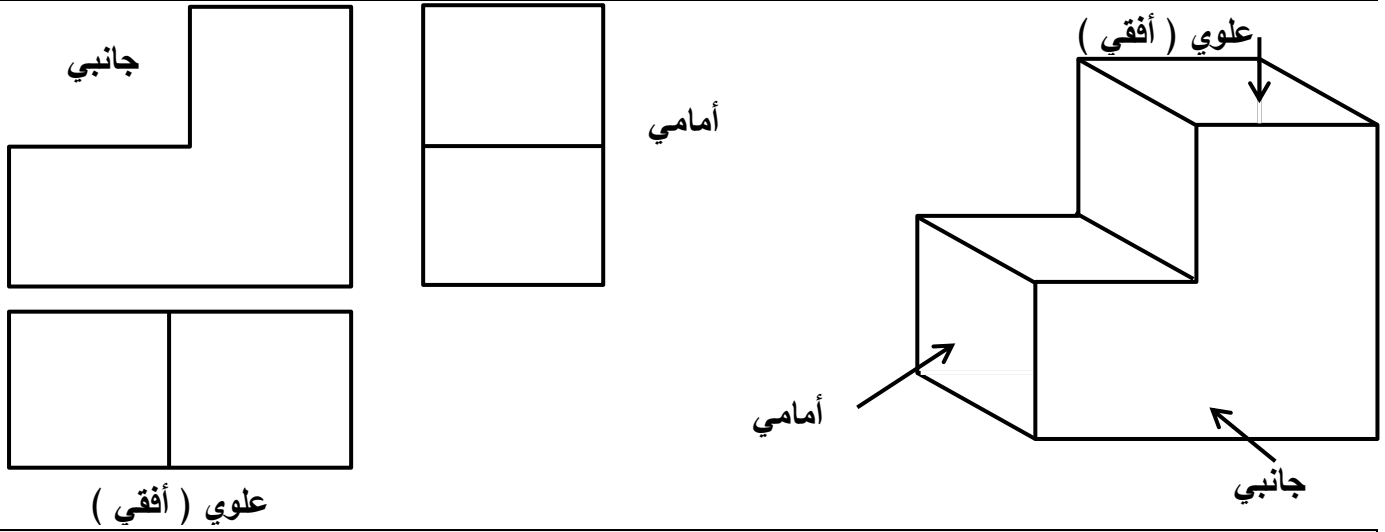 علوي ( أفقي )
جانبي
أمامي
أمامي
جانبي
علوي ( أفقي )